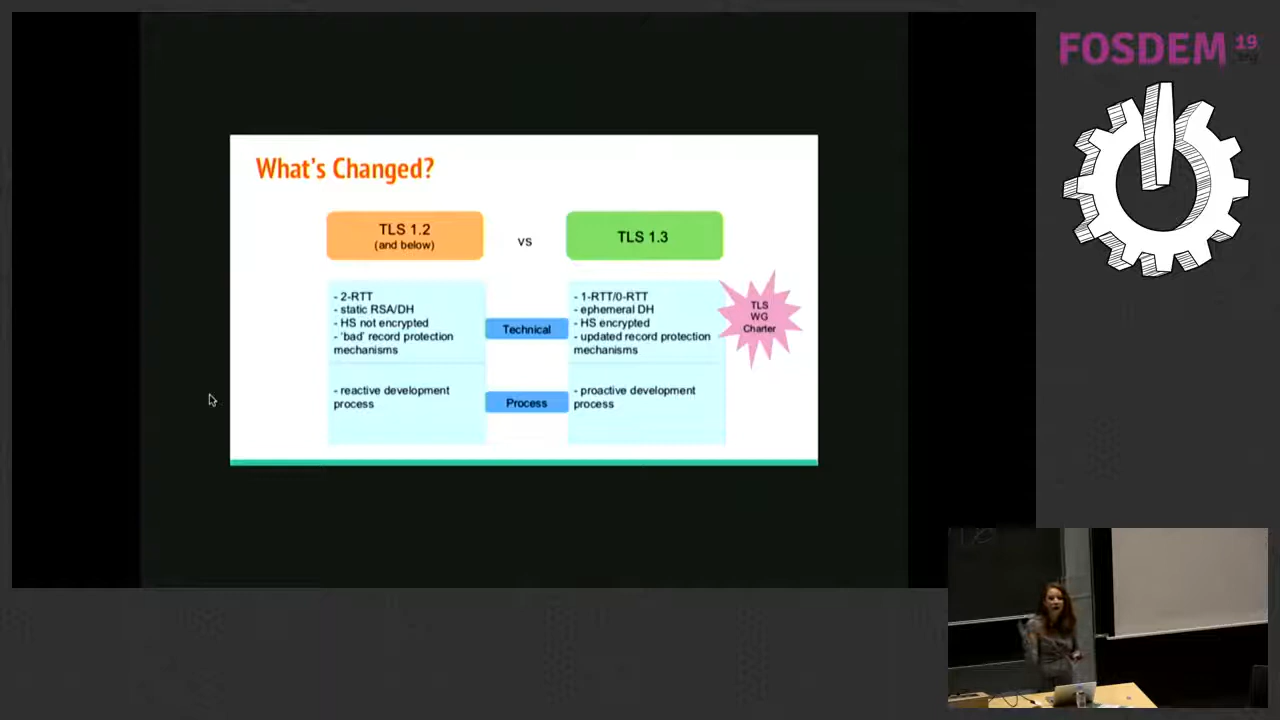 FOSDEM 19
What's Changed?
TLS 1.2
(and below)
vs
TLS 1.3
- 2-RTT
- static RSA/DH
- HS not encrypted
- 'bad' record protection
mechanisms
Technical
- 1-RTT/0-RTT
- ephemeral DH
- HS encrypted
- updated record protection
mechanisms
TLS
WG
Charter
- reactive development
process
Process
- proactive development
process